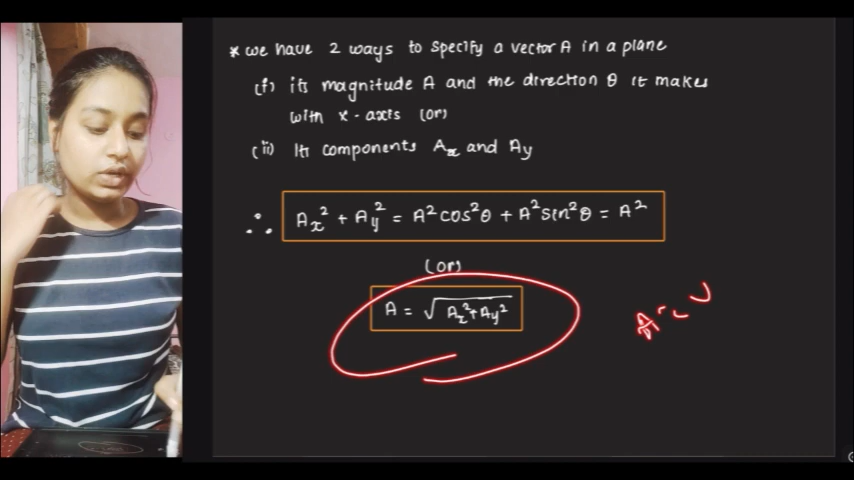 * we have 2 ways to specify a vector A in a plane
(i) its magnitude A and the direction θ it makes
with x-axis (or)
(ii) Its components Aₓ and Ay
∴ Aₓ² + Ay² = A²cos²θ + A²sin²θ = A²
(or)
A = √Aₓ²+Ay²